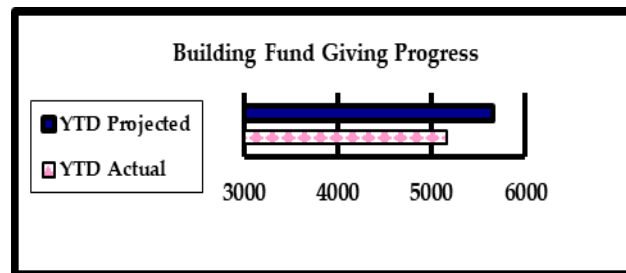 Building Fund Giving Progress
YTD Projected
YTD Actual
3000 4000 5000 6000